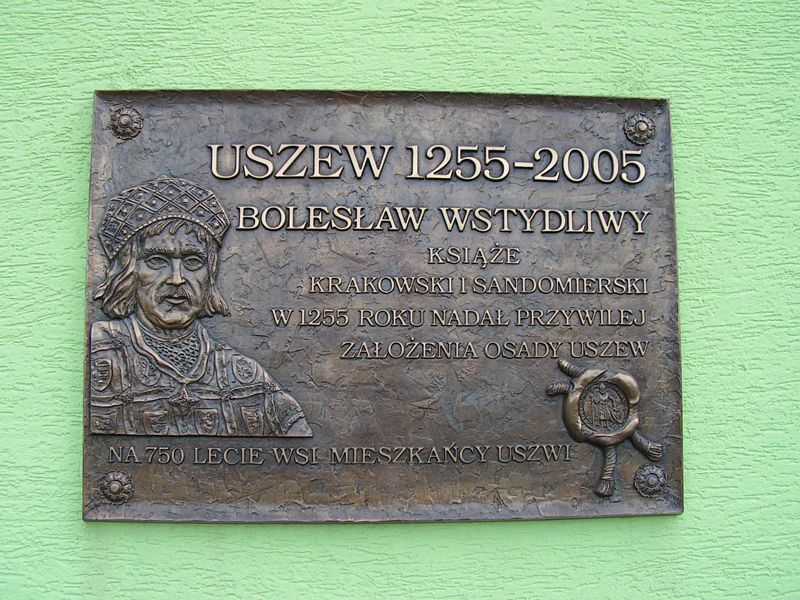 USZEW 1255-2005
BOLESŁAW WSTYDLIWY
KSIĄŻE
KRAKOWSKI I SANDOMIERSKI
W 1255 ROKU NADAŁ PRZYWILEJ
ZAŁOŻENIA OSADY USZEW
NA 750 LECIE WSI MIESZKAŃCY USZWI